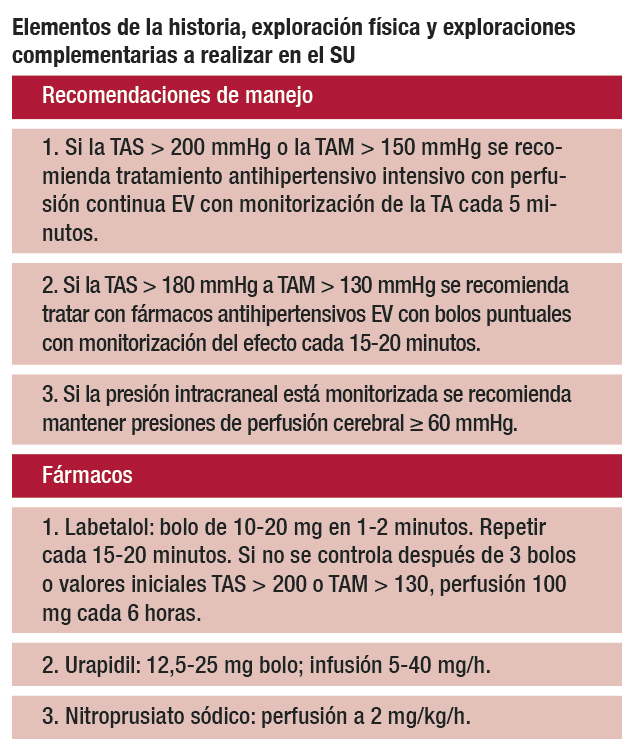 Elementos de la historia, exploración física y exploraciones
complementarias a realizar en el SU
Recomendaciones de manejo
1. Si la TAS > 200 mmHg o la TAM > 150 mmHg se reco-
mienda tratamiento antihipertensivo intensivo con perfu-
sión continua EV con monitorización de la TA cada 5 mi-
nutos.
2. Si la TAS > 180 mmHg a TAM > 130 mmHg se recomienda
tratar con fármacos antihipertensivos EV con bolos puntuales
con monitorización del efecto cada 15-20 minutos.
3. Si la presión intracraneal está monitorizada se recomienda
mantener presiones de perfusión cerebral ≥ 60 mmHg.
Fármacos
1. Labetalol: bolo de 10-20 mg en 1-2 minutos. Repetir
cada 15-20 minutos. Si no se controla después de 3 bolos
o valores iniciales TAS > 200 o TAM > 130, perfusión 100
mg cada 6 horas.
2. Urapidil: 12,5-25 mg bolo; infusión 5-40 mg/h.
3. Nitroprusiato sódico: perfusión a 2 mg/kg/h.